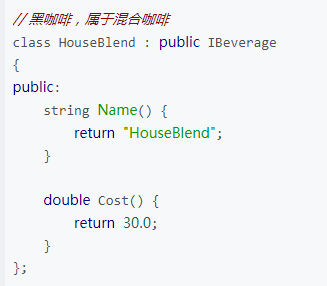 // 黑咖啡，属于混合咖啡
class HouseBlend : public IBeverage
{
public:
    string Name() {
        return "HouseBlend";
    }

    double Cost() {
        return 30.0;
    }
};